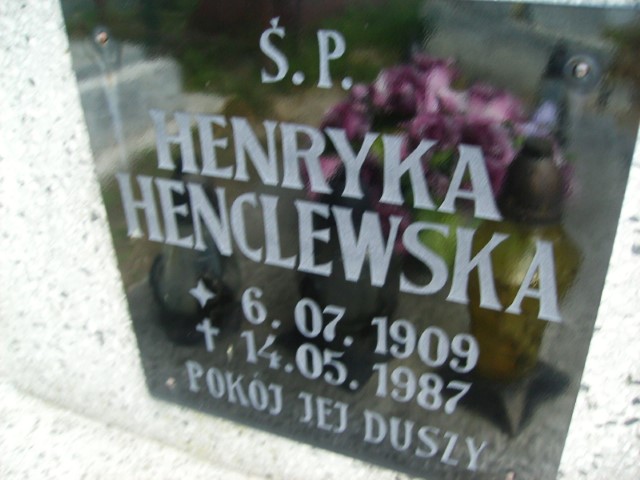 Ś.P.
HENRYKA
HENCLEWSKA
6.07.1909
✝ 14.05.1987
POKÓJ JEJ DUSZY